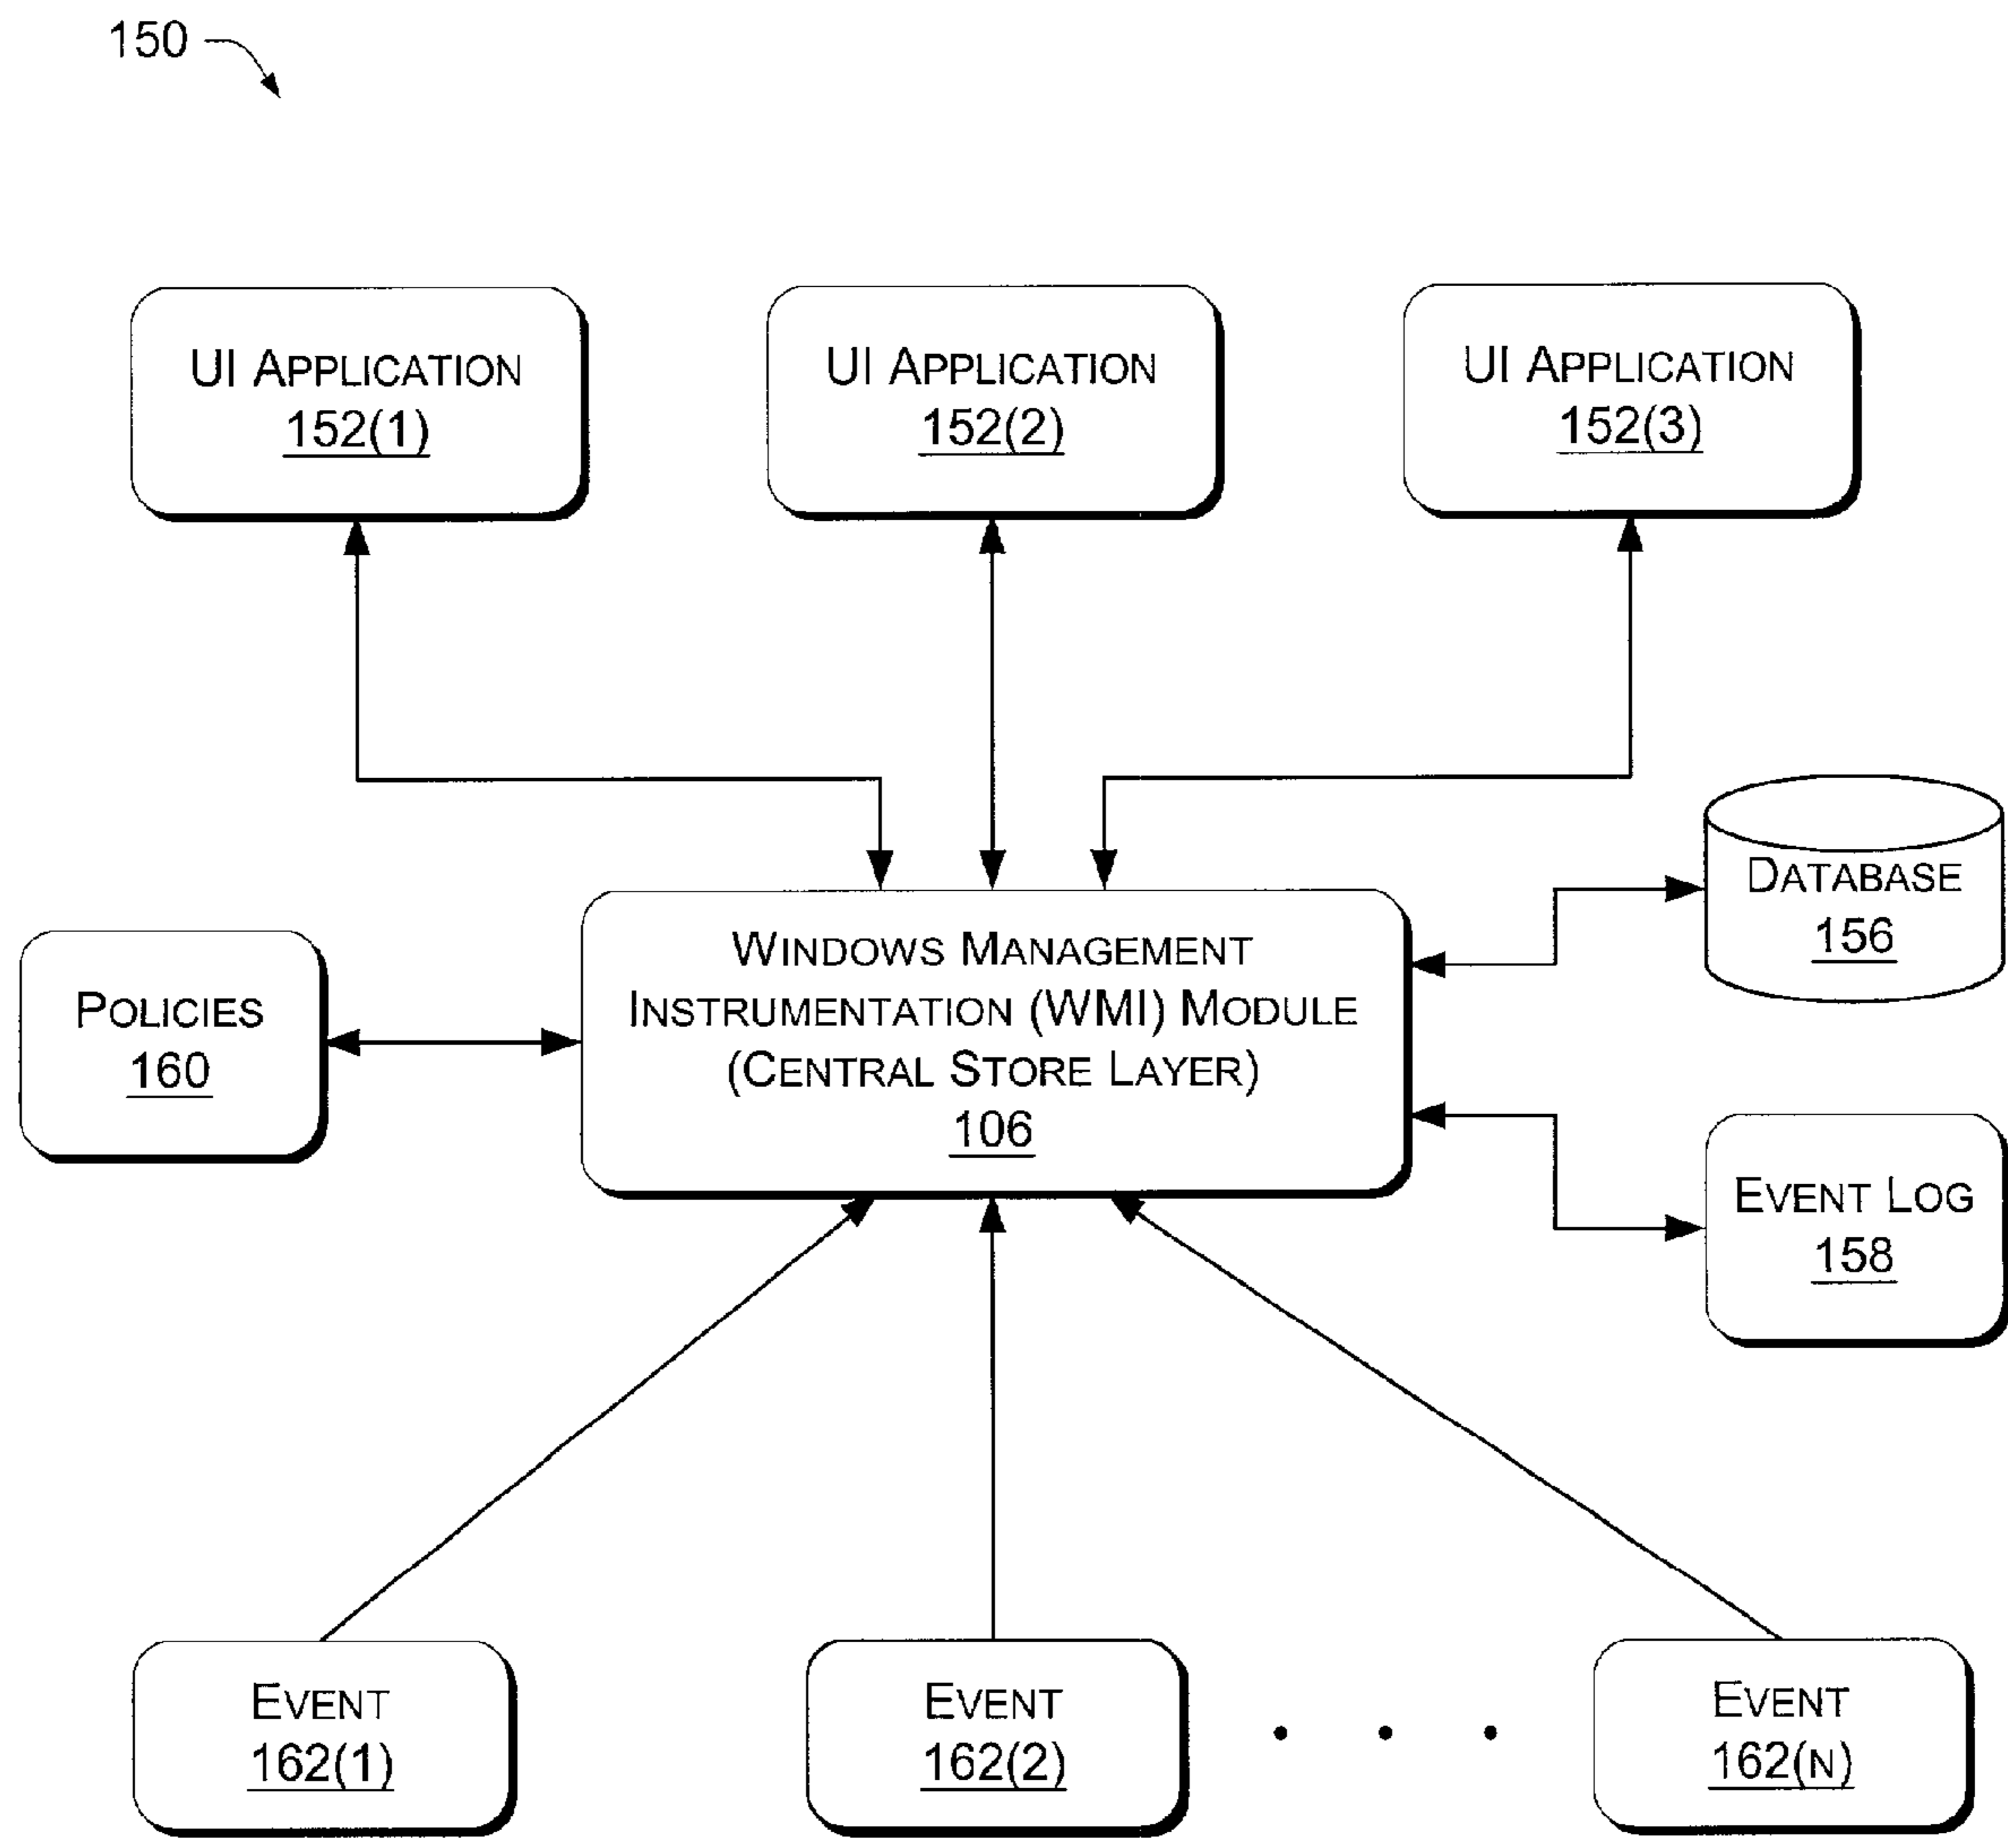 150
UI APPLICATION
152(1)
UI APPLICATION
152(2)
UI APPLICATION
152(3)
DATABASE
156
WINDOWS MANAGEMENT
INSTRUMENTATION (WMI) MODULE
(CENTRAL STORE LAYER)
106
POLICIES
160
EVENT LOG
158
EVENT
162(1)
EVENT
162(2)
. . .
EVENT
162(N)